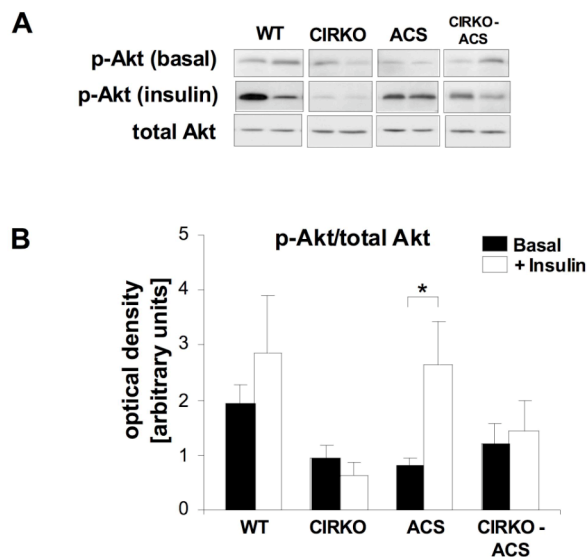 A
WT CIRKO ACS CIRKO - ACS
p-Akt (basal)
p-Akt (insulin)
total Akt
B
p-Akt/total Akt
Basal
+ Insulin
optical density
[arbitrary units]
5
4
3
2
1
0
*
WT CIRKO ACS CIRKO - ACS